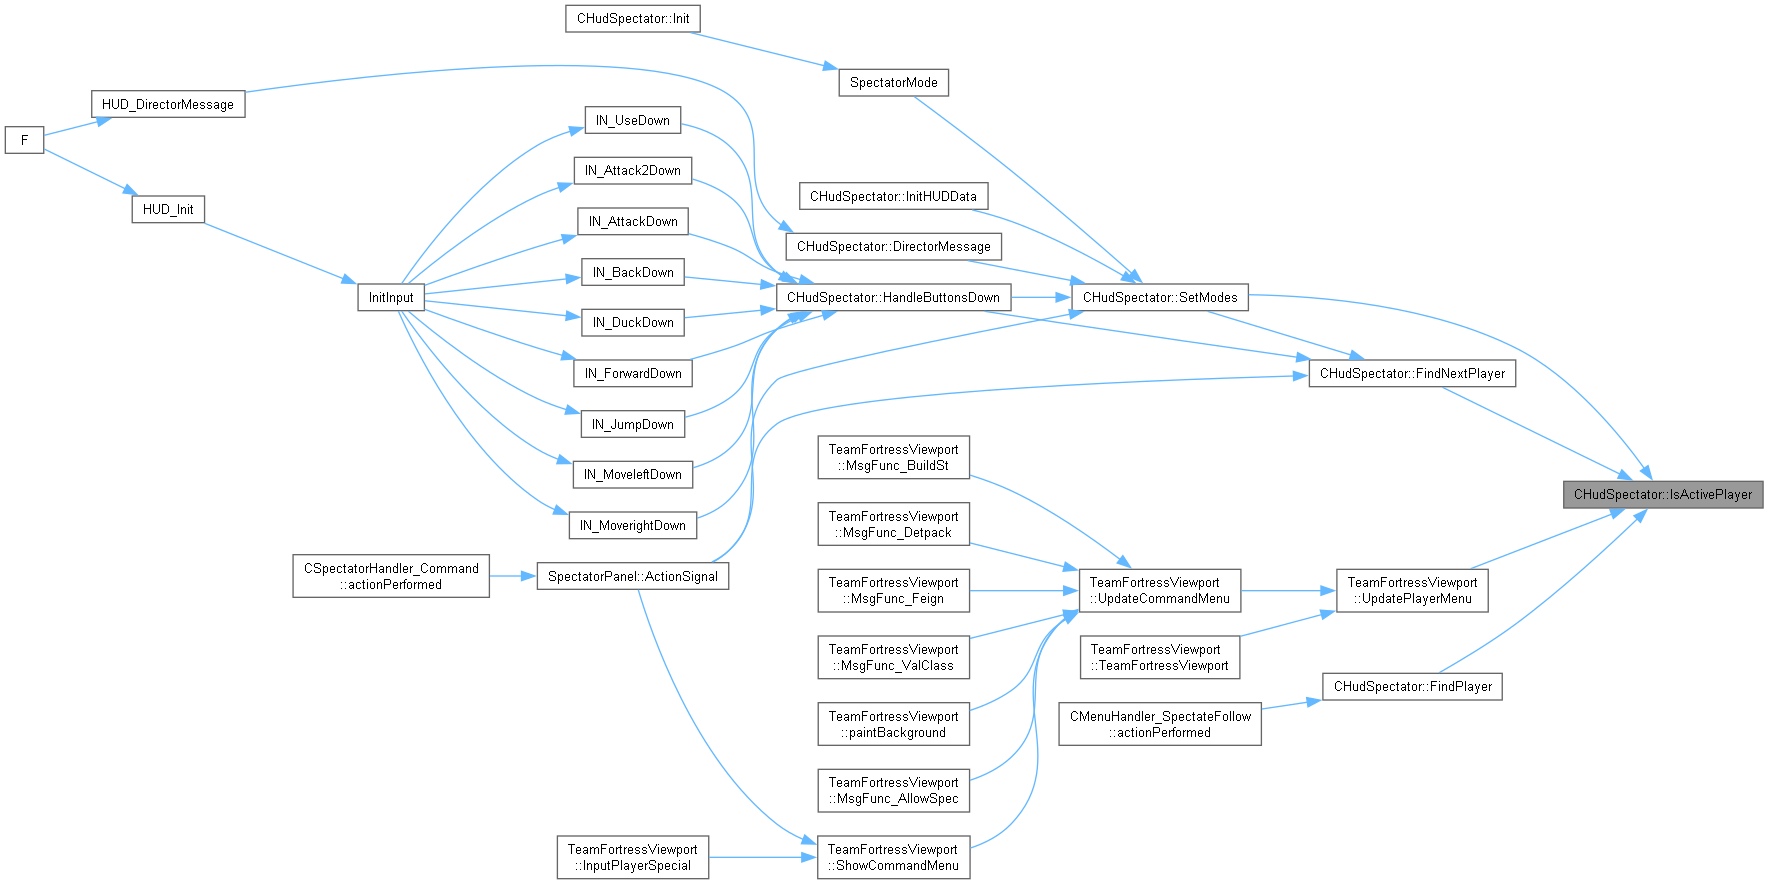 CHudSpectator::Init
SpectatorMode
HUD_DirectorMessage
F
HUD_Init
InitInput
IN_UseDown
IN_Attack2Down
IN_AttackDown
IN_BackDown
IN_DuckDown
IN_ForwardDown
IN_JumpDown
IN_MoveleftDown
IN_MoverightDown
CHudSpectator::InitHUDData
CHudSpectator::DirectorMessage
CHudSpectator::HandleButtonsDown
CHudSpectator::SetModes
CHudSpectator::FindNextPlayer
CHudSpectator::IsActivePlayer
CSpectatorHandler_Command
::actionPerformed
SpectatorPanel::ActionSignal
TeamFortressViewport
::MsgFunc_BuildSt
TeamFortressViewport
::MsgFunc_Detpack
TeamFortressViewport
::MsgFunc_Feign
TeamFortressViewport
::MsgFunc_ValClass
TeamFortressViewport
::paintBackground
TeamFortressViewport
::MsgFunc_AllowSpec
TeamFortressViewport
::ShowCommandMenu
TeamFortressViewport
::InputPlayerSpecial
TeamFortressViewport
::UpdateCommandMenu
TeamFortressViewport
::TeamFortressViewport
TeamFortressViewport
::UpdatePlayerMenu
CHudSpectator::FindPlayer
CMenuHandler_SpectateFollow
::actionPerformed